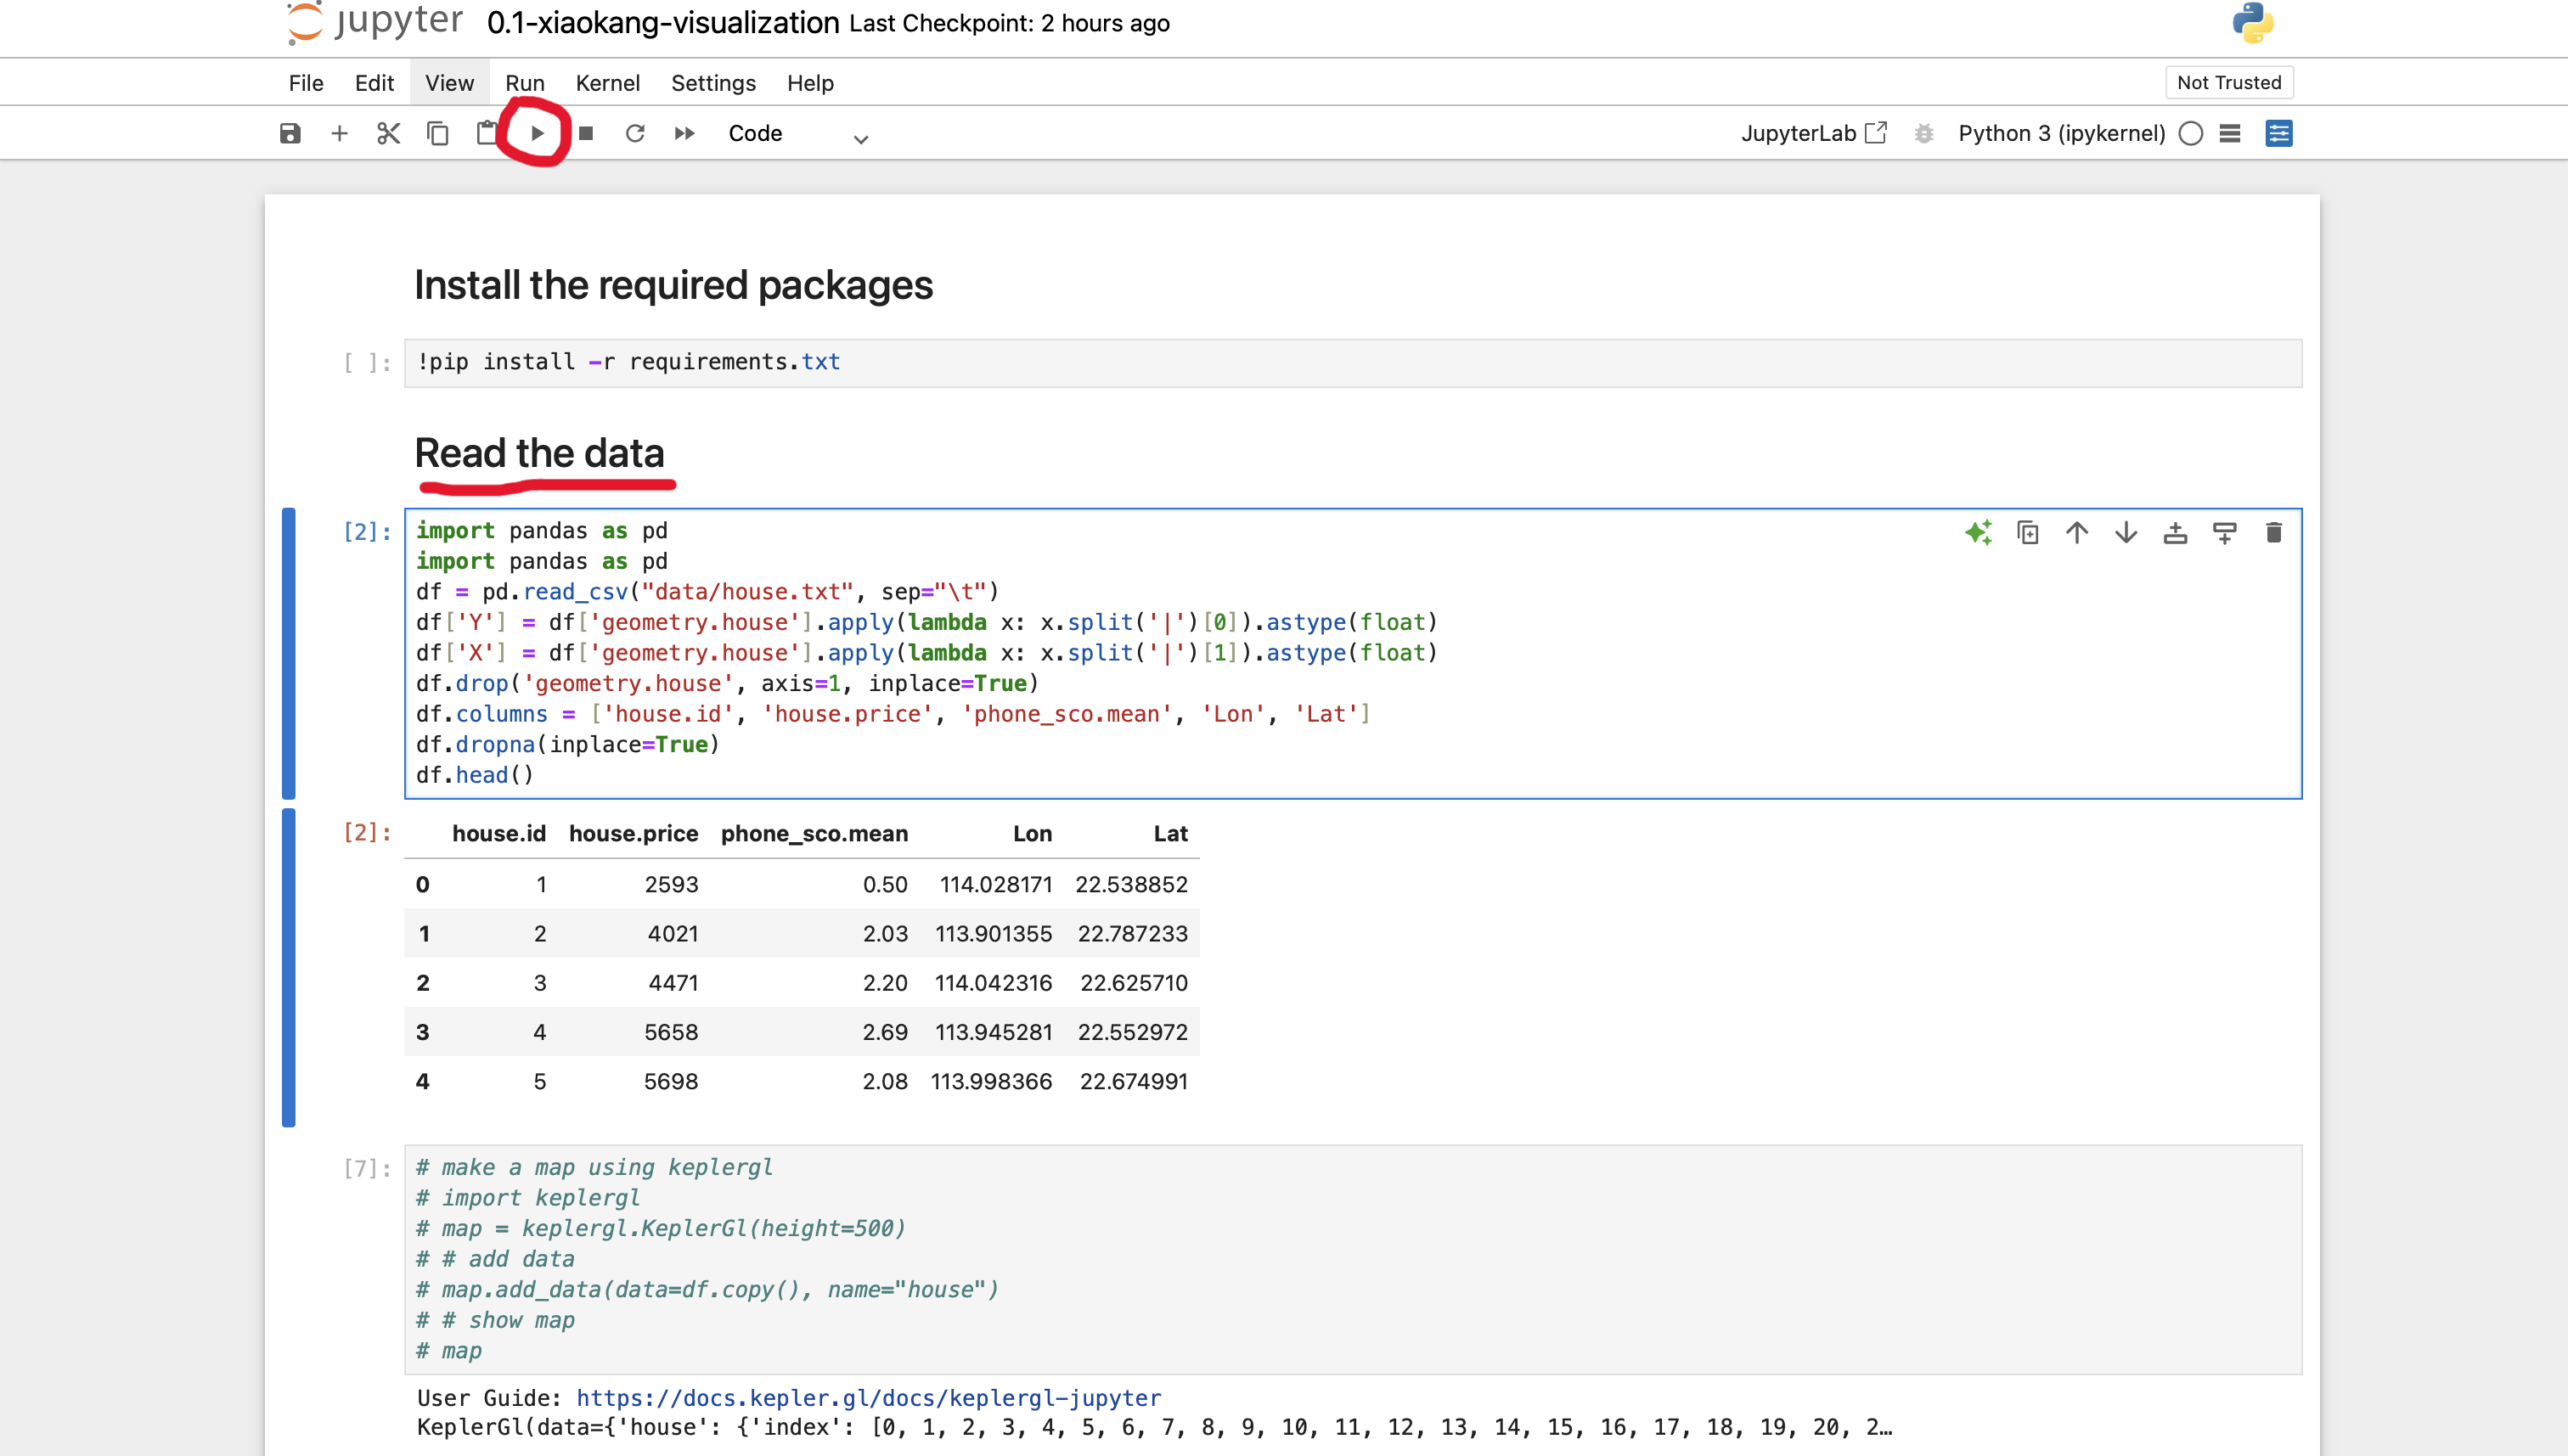 jupyter 0.1-xiaokang-visualization Last Checkpoint: 2 hours ago
File Edit View Run Kernel Settings Help Not Trusted
Code JupyterLab Python 3 (ipykernel)
Install the required packages
[ ]: !pip install -r requirements.txt
Read the data
[2]: import pandas as pd
import pandas as pd
df = pd.read_csv("data/house.txt", sep="\t")
df['Y'] = df['geometry.house'].apply(lambda x: x.split('|')[0]).astype(float)
df['X'] = df['geometry.house'].apply(lambda x: x.split('|')[1]).astype(float)
df.drop('geometry.house', axis=1, inplace=True)
df.columns = ['house.id', 'house.price', 'phone_sco.mean', 'Lon', 'Lat']
df.dropna(inplace=True)
df.head()
[2]: house.id house.price phone_sco.mean Lon Lat
0 1 2593 0.50 114.028171 22.538852
1 2 4021 2.03 113.901355 22.787233
2 3 4471 2.20 114.042316 22.625710
3 4 5658 2.69 113.945281 22.552972
4 5 5698 2.08 113.998366 22.674991
[7]: # make a map using keplergl
# import keplergl
# map = keplergl.KeplerGl(height=500)
# # add data
# map.add_data(data=df.copy(), name="house")
# # show map
# map
User Guide: https://docs.kepler.gl/docs/keplergl-jupyter
KeplerGl(data={'house': {'index': [0, 1, 2, 3, 4, 5, 6, 7, 8, 9, 10, 11, 12, 13, 14, 15, 16, 17, 18, 19, 20, 2…